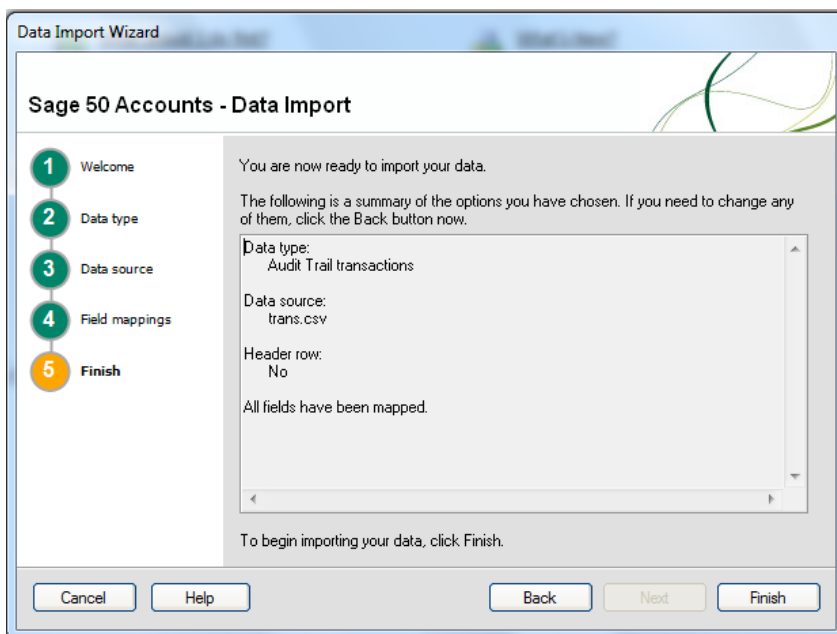 Data Import Wizard
What's New?
Sage 50 Accounts - Data Import
1 Welcome
2 Data type
3 Data source
4 Field mappings
5 Finish
You are now ready to import your data.
The following is a summary of the options you have chosen. If you need to change any
of them, click the Back button now.
Data type:
Audit Trail transactions
Data source:
trans.csv
Header row:
No
All fields have been mapped.
To begin importing your data, click Finish.
Cancel Help Back Next Finish